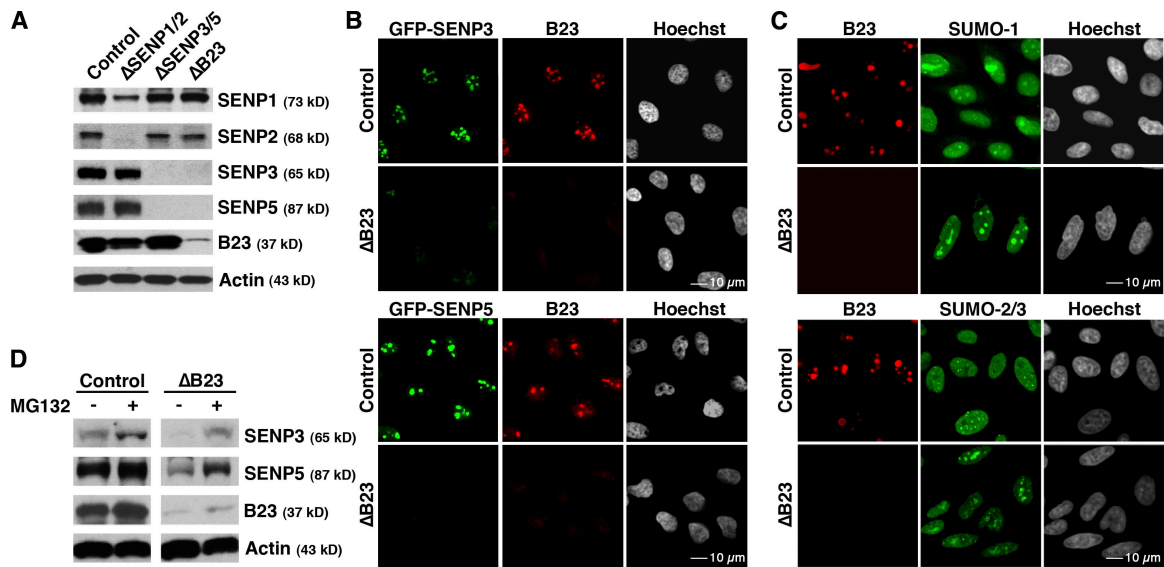 A
Control
ΔSENP1/2
ΔSENP3/5
ΔB23
SENP1 (73 kD)
SENP2 (68 kD)
SENP3 (65 kD)
SENP5 (87 kD)
B23 (37 kD)
Actin (43 kD)
B
GFP-SENP3 B23 Hoechst
Control
ΔB23
10 µm
GFP-SENP5 B23 Hoechst
Control
ΔB23
10 µm
C
B23 SUMO-1 Hoechst
Control
ΔB23
10 µm
B23 SUMO-2/3 Hoechst
Control
ΔB23
10 µm
D
Control ΔB23
MG132 - + - +
SENP3 (65 kD)
SENP5 (87 kD)
B23 (37 kD)
Actin (43 kD)